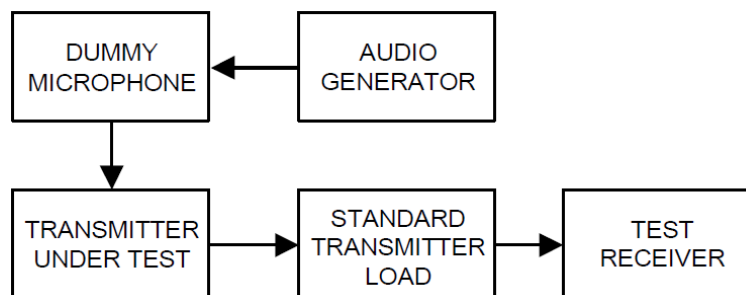 DUMMY
MICROPHONE
AUDIO
GENERATOR
TRANSMITTER
UNDER TEST
STANDARD
TRANSMITTER
LOAD
TEST
RECEIVER